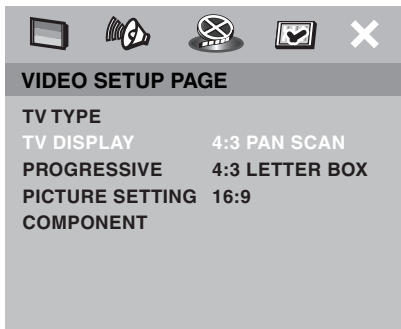 VIDEO SETUP PAGE
TV TYPE
TV DISPLAY 4:3 PAN SCAN
PROGRESSIVE 4:3 LETTER BOX
PICTURE SETTING 16:9
COMPONENT